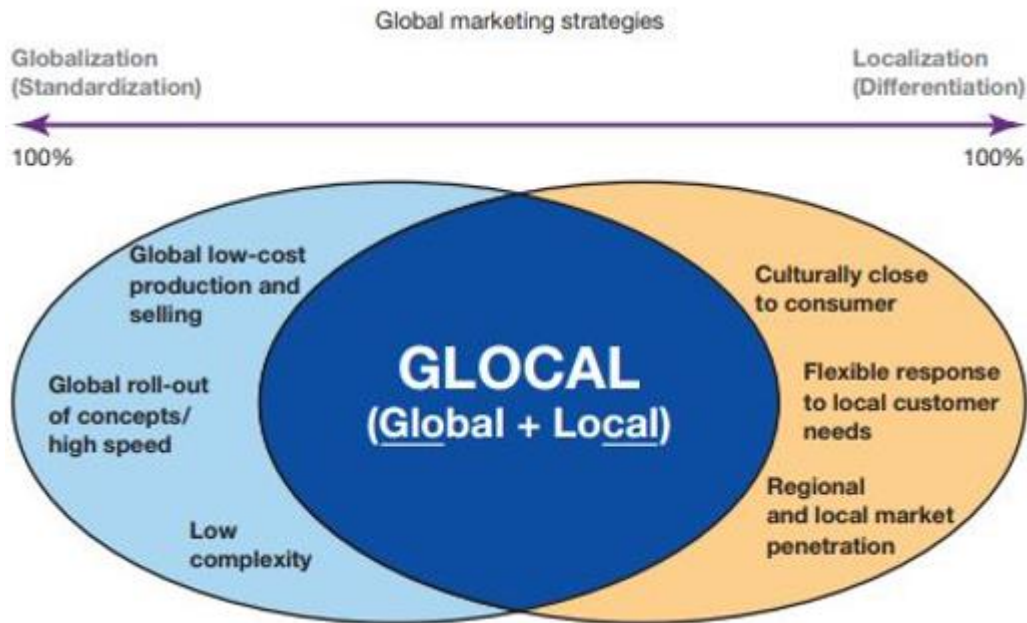 Global marketing strategies
Globalization
(Standardization)
Localization
(Differentiation)
100%
100%
Global low-cost
production and
selling
Global roll-out
of concepts/
high speed
Low
complexity
GLOCAL
(Global + Local)
Culturally close
to consumer
Flexible response
to local customer
needs
Regional
and local market
penetration